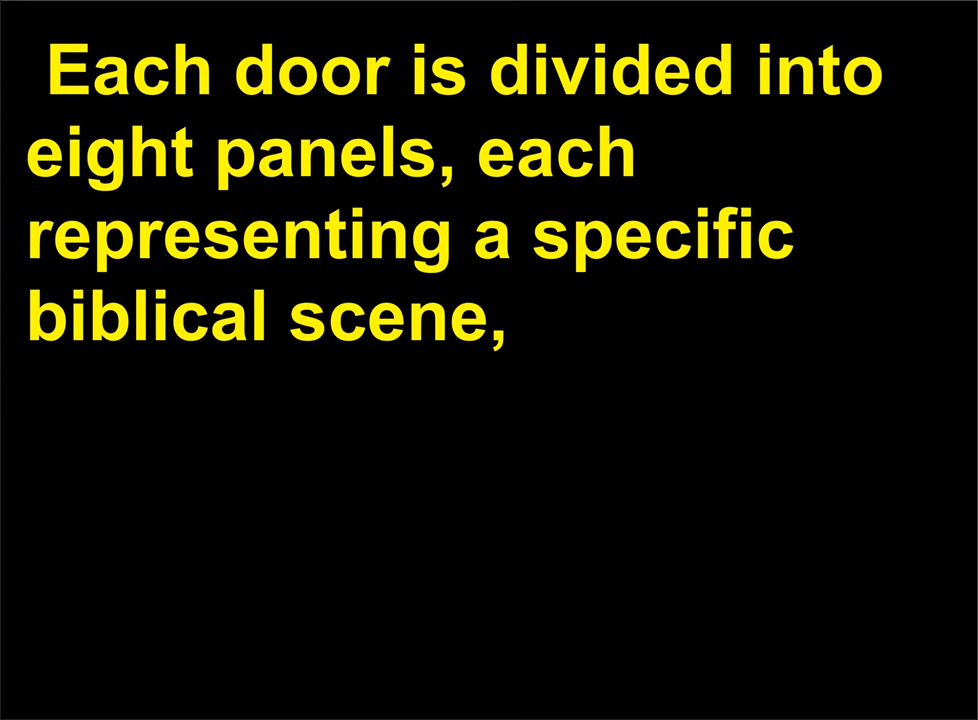 Each door is divided into
eight panels, each
representing a specific
biblical scene,